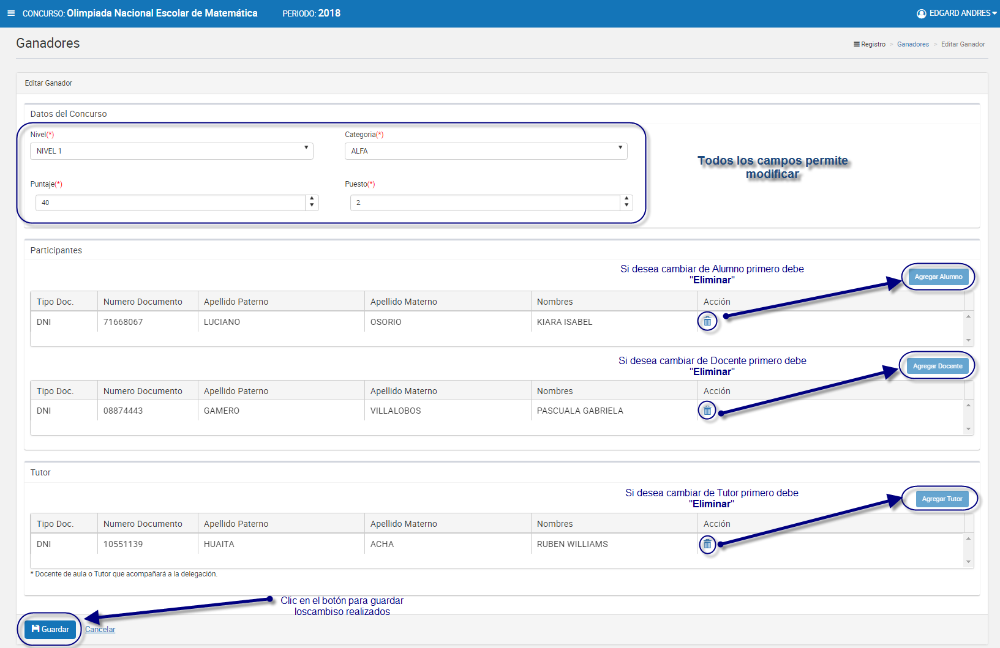 CONCURSO: Olimpiada Nacional Escolar de Matemática PERIODO: 2018 EDGARD ANDRES
Ganadores
Registro > Ganadores > Editar Ganador
Editar Ganador
Datos del Concurso
Nivel(*) Categoria(*)
NIVEL 1 ALFA
Todos los campos permite
modificar
Puntaje(*) Puesto(*)
40 2
Participantes
Si desea cambiar de Alumno primero debe
"Eliminar"
Agregar Alumno
Tipo Doc. Numero Documento Apellido Paterno Apellido Materno Nombres Acción
DNI 71668067 LUCIANO OSORIO KIARA ISABEL
Si desea cambiar de Docente primero debe
"Eliminar"
Agregar Docente
Tipo Doc. Numero Documento Apellido Paterno Apellido Materno Nombres Acción
DNI 08874443 GAMERO VILLALOBOS PASCUALA GABRIELA
Tutor
Si desea cambiar de Tutor primero debe
"Eliminar"
Agregar Tutor
Tipo Doc. Numero Documento Apellido Paterno Apellido Materno Nombres Acción
DNI 10551139 HUAITA ACHA RUBEN WILLIAMS
* Docente de aula o Tutor que acompañará a la delegación.
Clic en el botón para guardar
loscambiso realizados
Guardar Cancelar